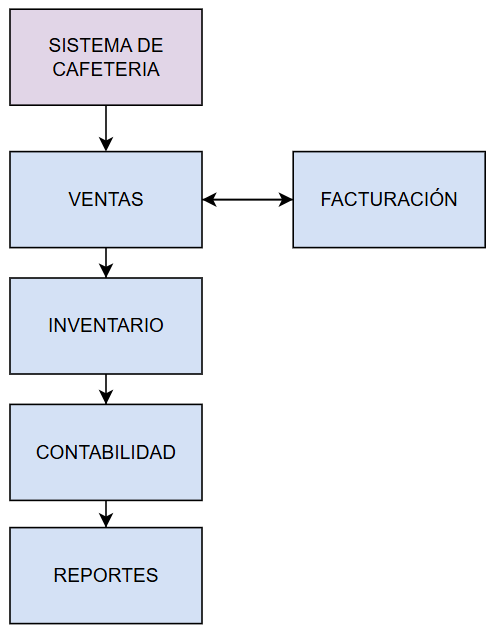 SISTEMA DE
CAFETERIA
VENTAS
FACTURACIÓN
INVENTARIO
CONTABILIDAD
REPORTES